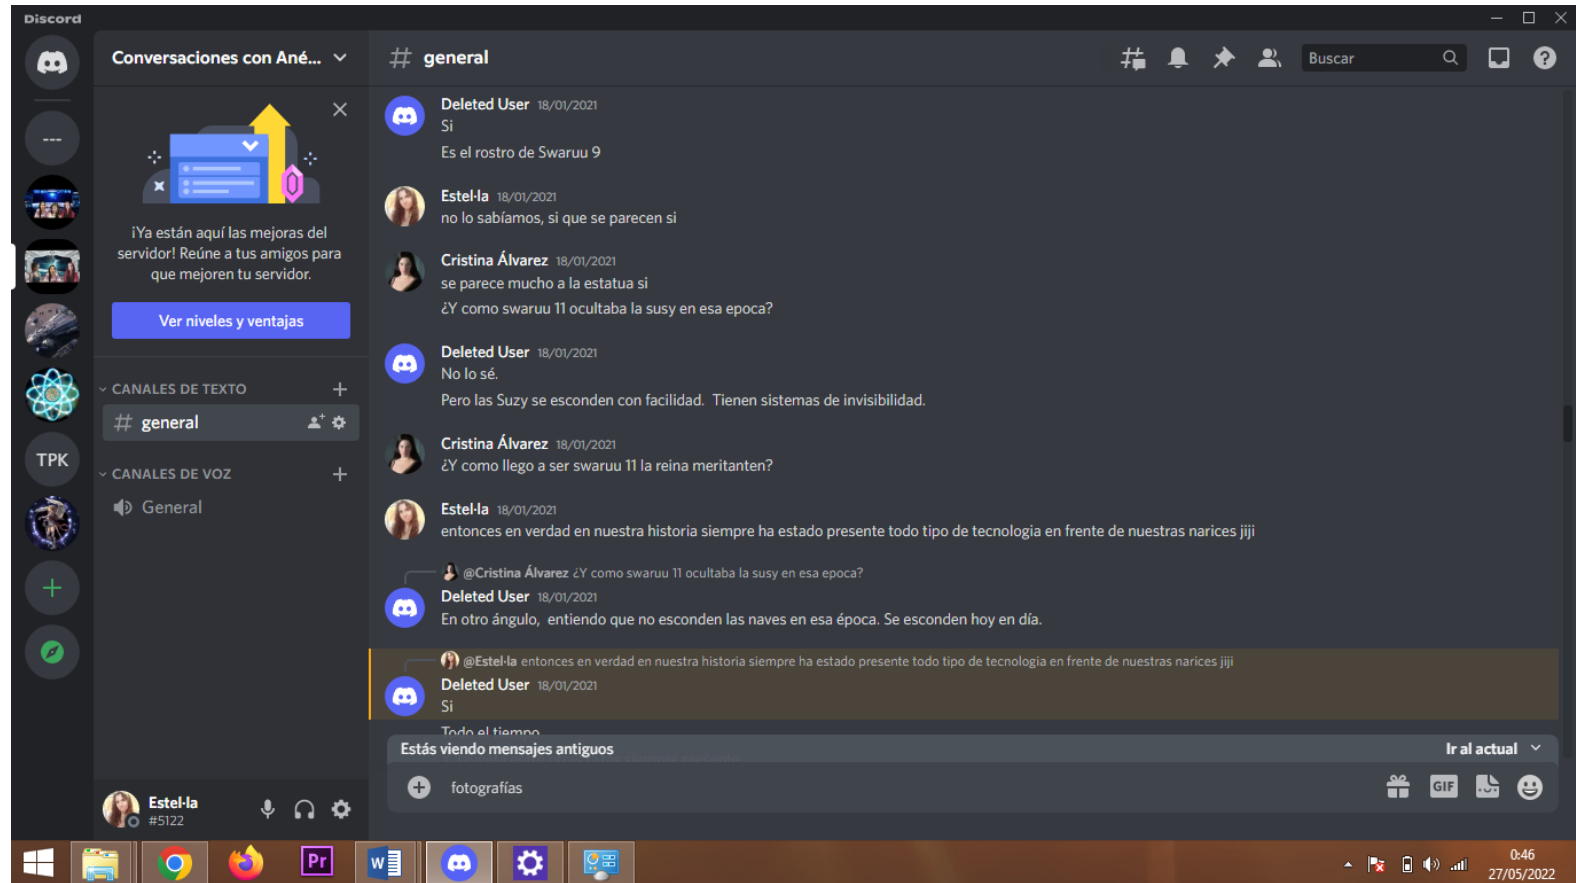 Discord
Conversaciones con Ané...
# general
Buscar
---
¡Ya están aquí las mejoras del
servidor! Reúne a tus amigos para
que mejoren tu servidor.
Ver niveles y ventajas
CANALES DE TEXTO
# general
CANALES DE VOZ
General
TPK
Deleted User 18/01/2021
Si
Es el rostro de Swaruu 9
Estel·la 18/01/2021
no lo sabíamos, si que se parecen si
Cristina Álvarez 18/01/2021
se parece mucho a la estatua si
¿Y como swaruu 11 ocultaba la susy en esa epoca?
Deleted User 18/01/2021
No lo sé.
Pero las Suzy se esconden con facilidad. Tienen sistemas de invisibilidad.
Cristina Álvarez 18/01/2021
¿Y como llego a ser swaruu 11 la reina meritanten?
Estel·la 18/01/2021
entonces en verdad en nuestra historia siempre ha estado presente todo tipo de tecnologia en frente de nuestras narices jiji
@Cristina Álvarez ¿Y como swaruu 11 ocultaba la susy en esa epoca?
Deleted User 18/01/2021
En otro ángulo, entiendo que no esconden las naves en esa época. Se esconden hoy en día.
@Estel·la entonces en verdad en nuestra historia siempre ha estado presente todo tipo de tecnologia en frente de nuestras narices jiji
Deleted User 18/01/2021
Si
Todo el tiempo
Estás viendo mensajes antiguos
Ir al actual
fotografías
GIF
Estel·la
#5122
Pr
W
0:46
27/05/2022